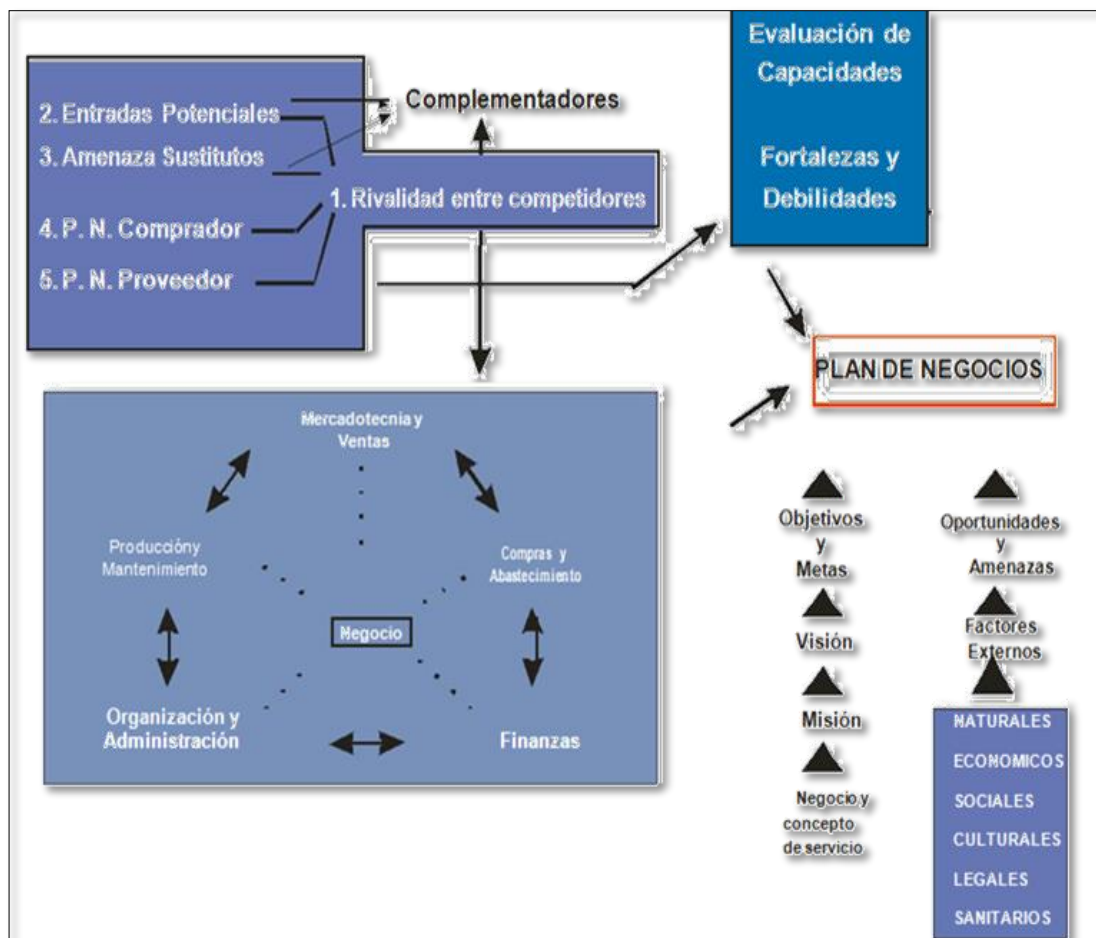 2. Entradas Potenciales
3. Amenaza Sustitutos
4. P. N. Comprador
5. P. N. Proveedor
Complementadores
1. Rivalidad entre competidores
Evaluación de
Capacidades
Fortalezas y
Debilidades
PLAN DE NEGOCIOS
Mercadotecnia y
Ventas
Produccióny
Mantenimiento
Compras y
Abastecimiento
Negocio
Organización y
Administración
Finanzas
Objetivos
y
Metas
Visión
Misión
Negocio y
concepto
de servicio
Oportunidades
y
Amenazas
Factores
Externos
NATURALES
ECONOMICOS
SOCIALES
CULTURALES
LEGALES
SANITARIOS